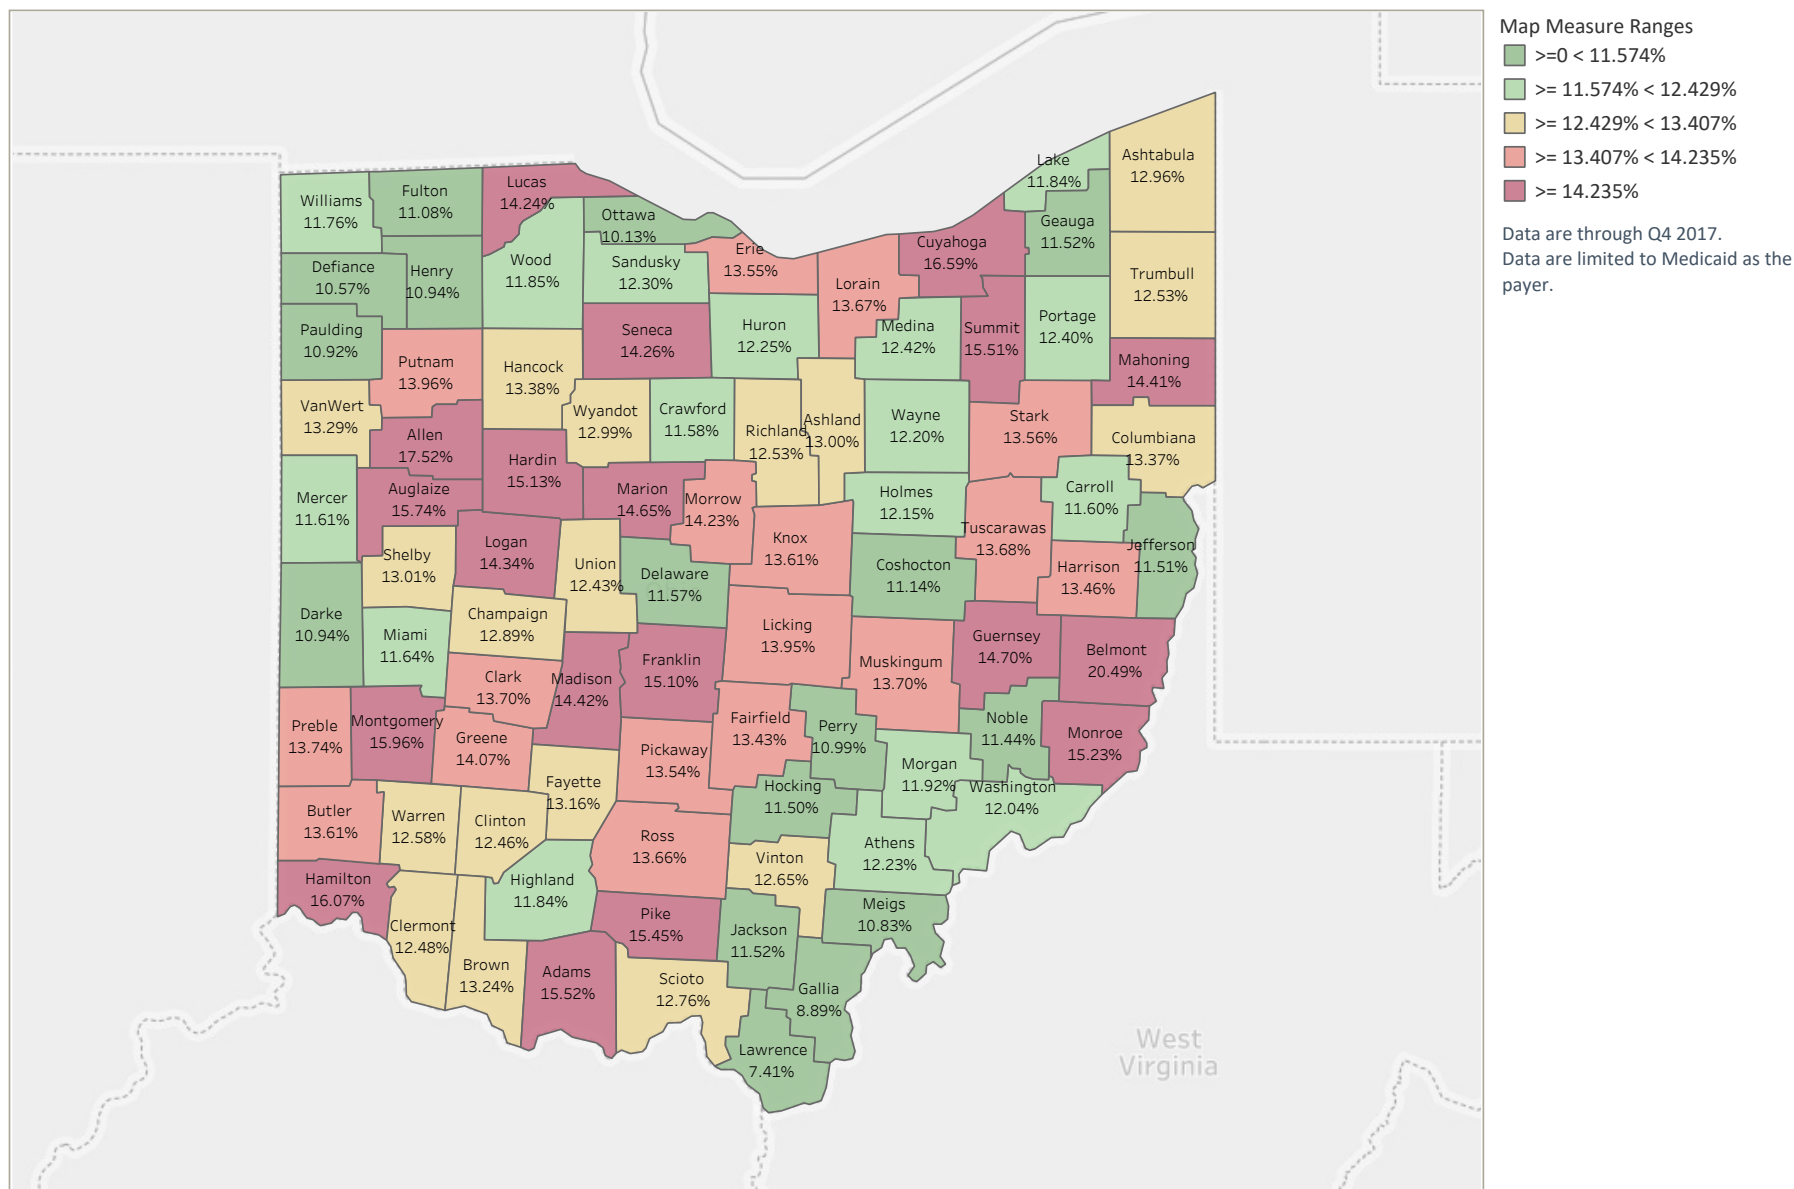 Map Measure Ranges
>=0 < 11.574%
>= 11.574% < 12.429%
>= 12.429% < 13.407%
>= 13.407% < 14.235%
>= 14.235%
Data are through Q4 2017.
Data are limited to Medicaid as the
payer.
Williams
11.76%
Fulton
11.08%
Lucas
14.24%
Ottawa
10.13%
Erie
13.55%
Lake
11.84%
Ashtabula
12.96%
Geauga
11.52%
Cuyahoga
16.59%
Defiance
10.57%
Henry
10.94%
Wood
11.85%
Sandusky
12.30%
Lorain
13.67%
Trumbull
12.53%
Paulding
10.92%
Putnam
13.96%
Hancock
13.38%
Seneca
14.26%
Huron
12.25%
Medina
12.42%
Summit
15.51%
Portage
12.40%
Mahoning
14.41%
VanWert
13.29%
Allen
17.52%
Wyandot
12.99%
Crawford
11.58%
Richland
12.53%
Ashland
13.00%
Wayne
12.20%
Stark
13.56%
Columbiana
13.37%
Mercer
11.61%
Auglaize
15.74%
Hardin
15.13%
Marion
14.65%
Morrow
14.23%
Holmes
12.15%
Carroll
11.60%
Tuscarawas
13.68%
Jefferson
11.51%
Shelby
13.01%
Logan
14.34%
Union
12.43%
Delaware
11.57%
Knox
13.61%
Coshocton
11.14%
Harrison
13.46%
Darke
10.94%
Miami
11.64%
Champaign
12.89%
Licking
13.95%
Muskingum
13.70%
Guernsey
14.70%
Belmont
20.49%
Clark
13.70%
Madison
14.42%
Franklin
15.10%
Preble
13.74%
Montgomery
15.96%
Greene
14.07%
Pickaway
13.54%
Fairfield
13.43%
Perry
10.99%
Noble
11.44%
Monroe
15.23%
Morgan
11.92%
Washington
12.04%
Fayette
13.16%
Hocking
11.50%
Butler
13.61%
Warren
12.58%
Clinton
12.46%
Ross
13.66%
Vinton
12.65%
Athens
12.23%
Hamilton
16.07%
Highland
11.84%
Pike
15.45%
Jackson
11.52%
Meigs
10.83%
Clermont
12.48%
Brown
13.24%
Adams
15.52%
Scioto
12.76%
Gallia
8.89%
Lawrence
7.41%
West
Virginia